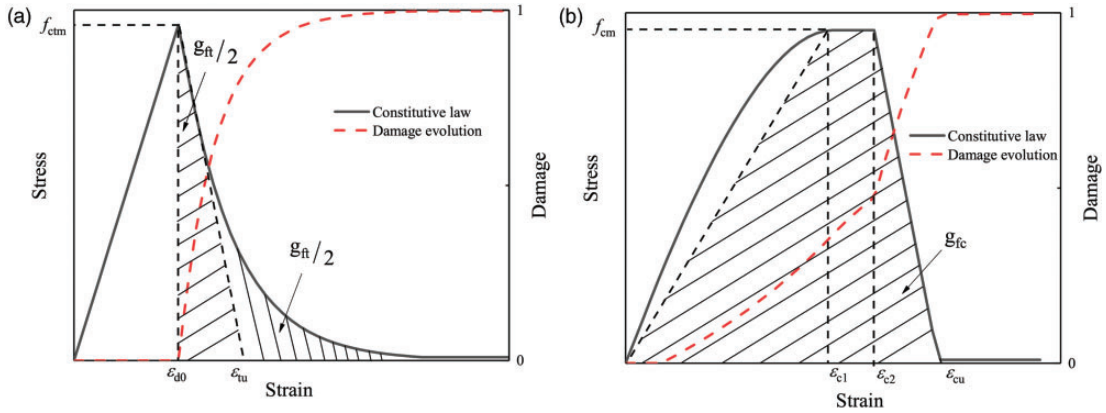 (a)
f_ctm
g_ft/2
g_ft/2
Constitutive law
Damage evolution
Stress
Damage
1
0
ε_d0
ε_tu
Strain
(b)
f_cm
Constitutive law
Damage evolution
g_fc
Stress
Damage
1
0
ε_c1
ε_c2
ε_cu
Strain